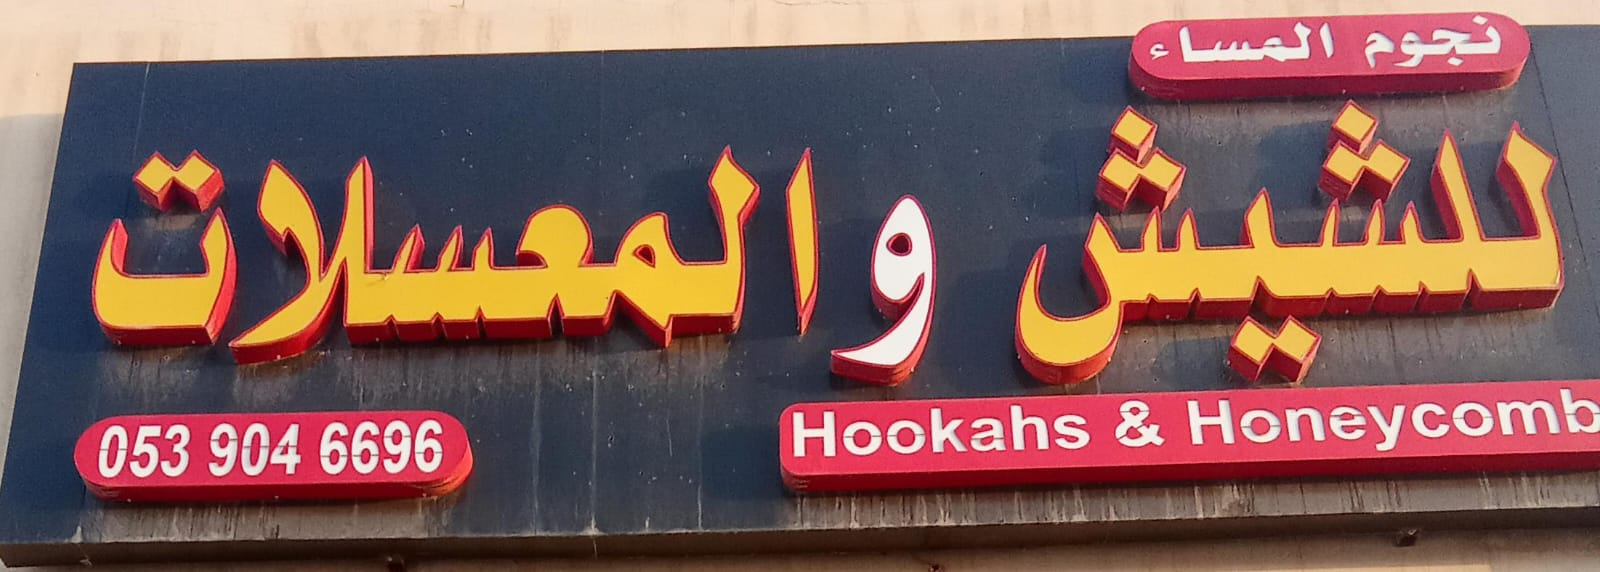 نجوم المساء
للشيش والمعسلات
Hookahs & Honeycomb
053 904 6696